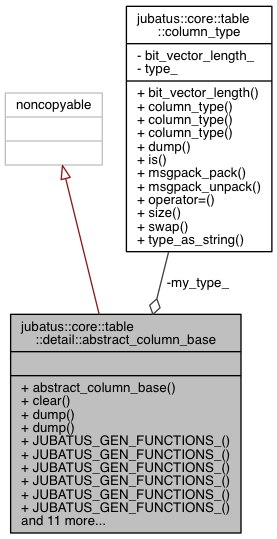 jubatus::core::table
::column_type
- bit_vector_length_
- type_
+ bit_vector_length()
+ column_type()
+ column_type()
+ column_type()
+ dump()
+ is()
+ msgpack_pack()
+ msgpack_unpack()
+ operator=()
+ size()
+ swap()
+ type_as_string()
noncopyable
-my_type_
jubatus::core::table
::detail::abstract_column_base
+ abstract_column_base()
+ clear()
+ dump()
+ dump()
+ JUBATUS_GEN_FUNCTIONS_()
+ JUBATUS_GEN_FUNCTIONS_()
+ JUBATUS_GEN_FUNCTIONS_()
+ JUBATUS_GEN_FUNCTIONS_()
+ JUBATUS_GEN_FUNCTIONS_()
+ JUBATUS_GEN_FUNCTIONS_()
and 11 more...